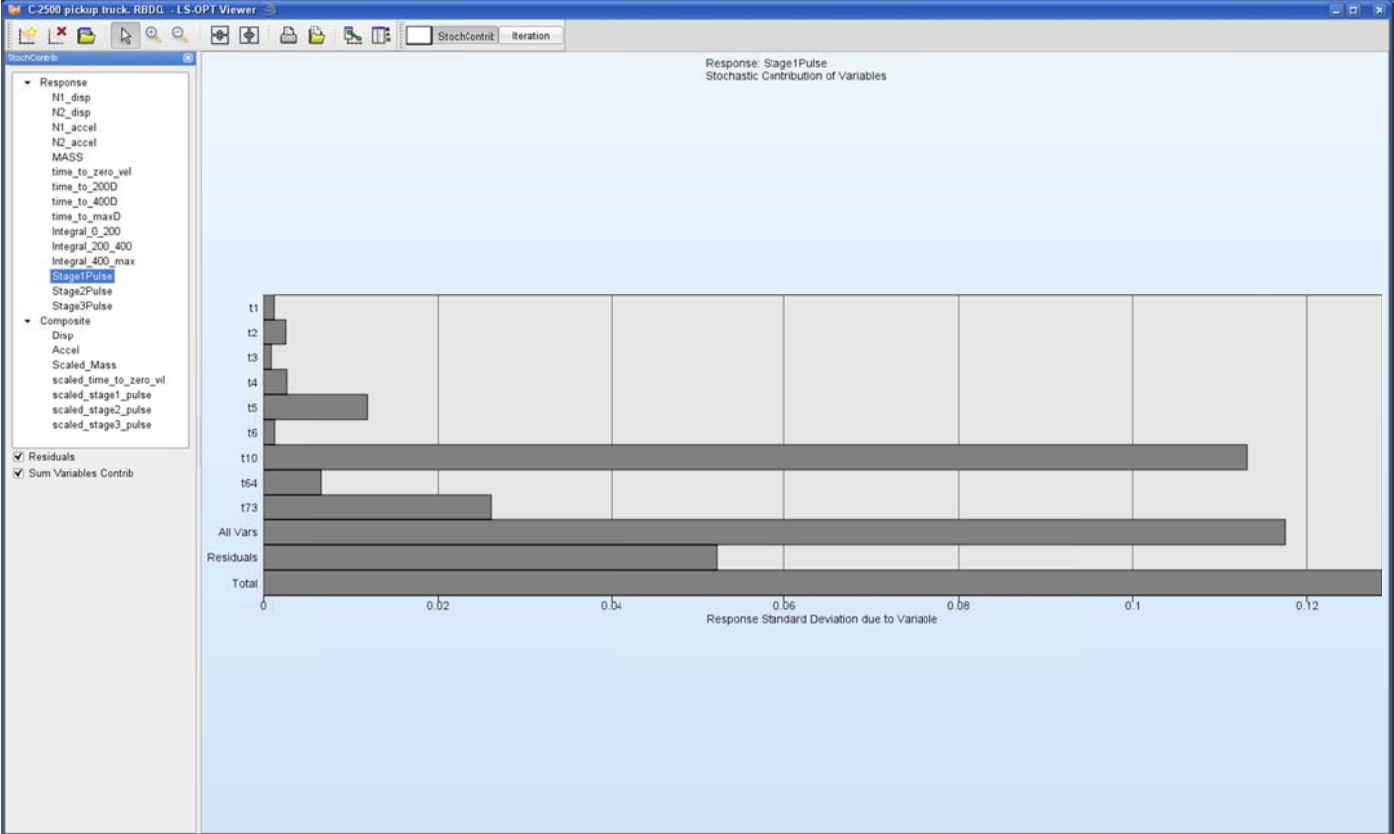 C-2500 pickup truck. RBDO. - LS-OPT Viewer
StochContrib
Iteration
StochContrib
Response
N1_disp
N2_disp
N1_accel
N2_accel
MASS
time_to_zero_vel
time_to_200D
time_to_400D
time_to_maxD
Integral_0_200
Integral_200_400
Integral_400_max
Stage1Pulse
Stage2Pulse
Stage3Pulse
Composite
Disp
Accel
Scaled_Mass
scaled_time_to_zero_vl
scaled_stage1_pulse
scaled_stage2_pulse
scaled_stage3_pulse
Residuals
Sum Variables Contrib
Response: Stage1Pulse
Stochastic Contribution of Variables
t1
t2
t3
t4
t5
t6
t10
t64
t73
All Vars
Residuals
Total
0 0.02 0.04 0.06 0.08 0.1 0.12
Response Standard Deviation due to Variable